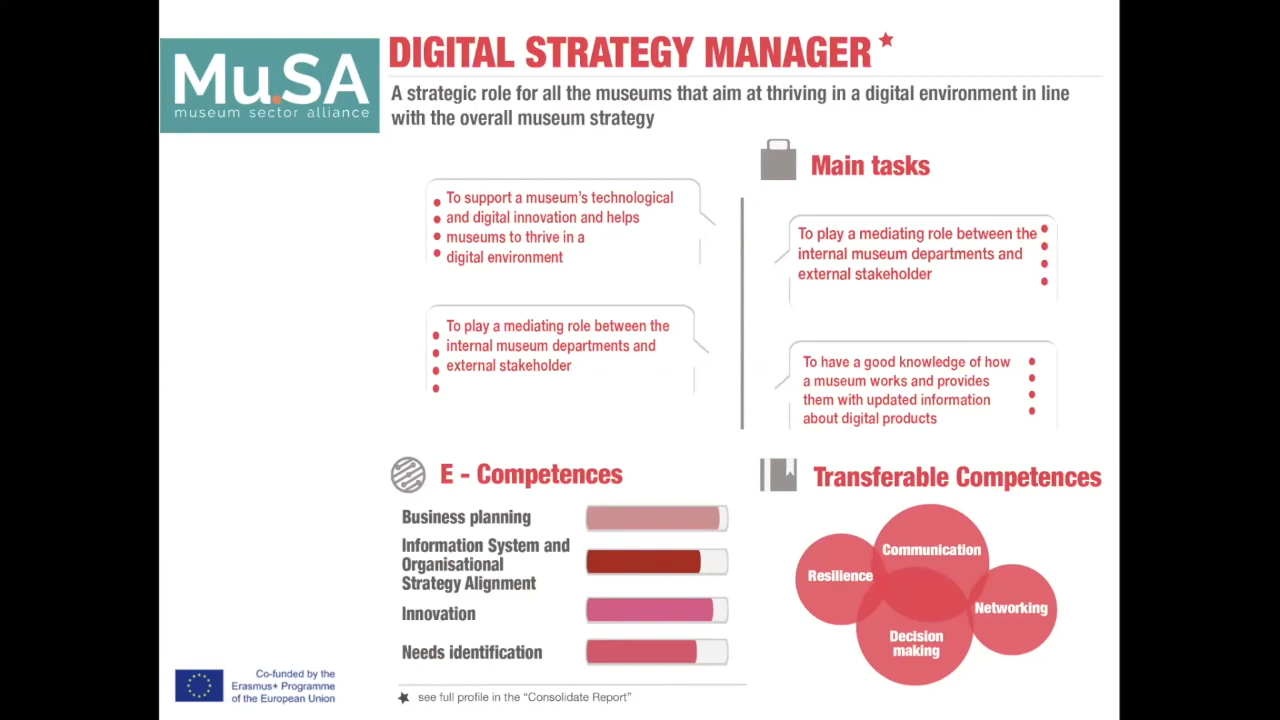 Mu.SA
museum sector alliance
DIGITAL STRATEGY MANAGER*
A strategic role for all the museums that aim at thriving in a digital environment in line
with the overall museum strategy
To support a museum's technological
and digital innovation and helps
museums to thrive in a
digital environment
To play a mediating role between the
internal museum departments and
external stakeholder
Main tasks
To play a mediating role between the
internal museum departments and
external stakeholder
To have a good knowledge of how
a museum works and provides
them with updated information
about digital products
E - Competences
Business planning
Information System and
Organisational
Strategy Alignment
Innovation
Needs identification
Transferable Competences
Communication
Resilience
Networking
Decision
making
Co-funded by the
Erasmus+ Programme
of the European Union
★ see full profile in the “Consolidate Report”